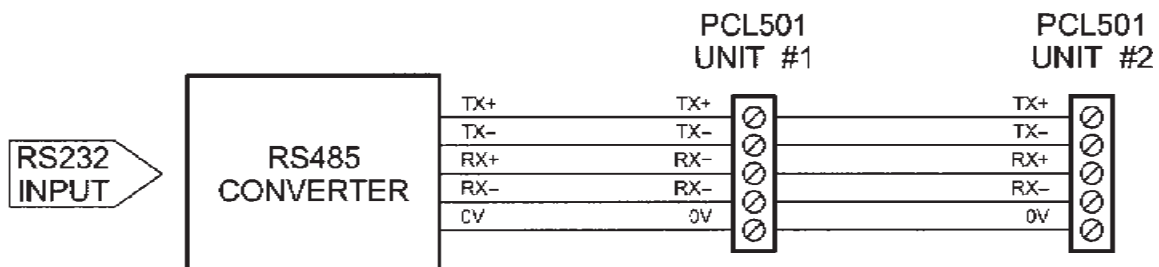 PCL501
UNIT #1
PCL501
UNIT #2
RS232
INPUT
RS485
CONVERTER
TX+ TX+ TX+
TX- TX- TX-
RX+ RX- RX+
RX- RX- RX-
0V 0V 0V